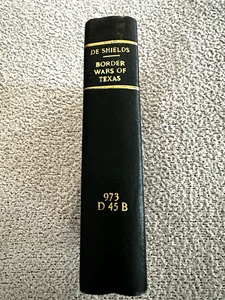 DE SHIELDS
BORDER
WARS OF
TEXAS
973
D 45 B